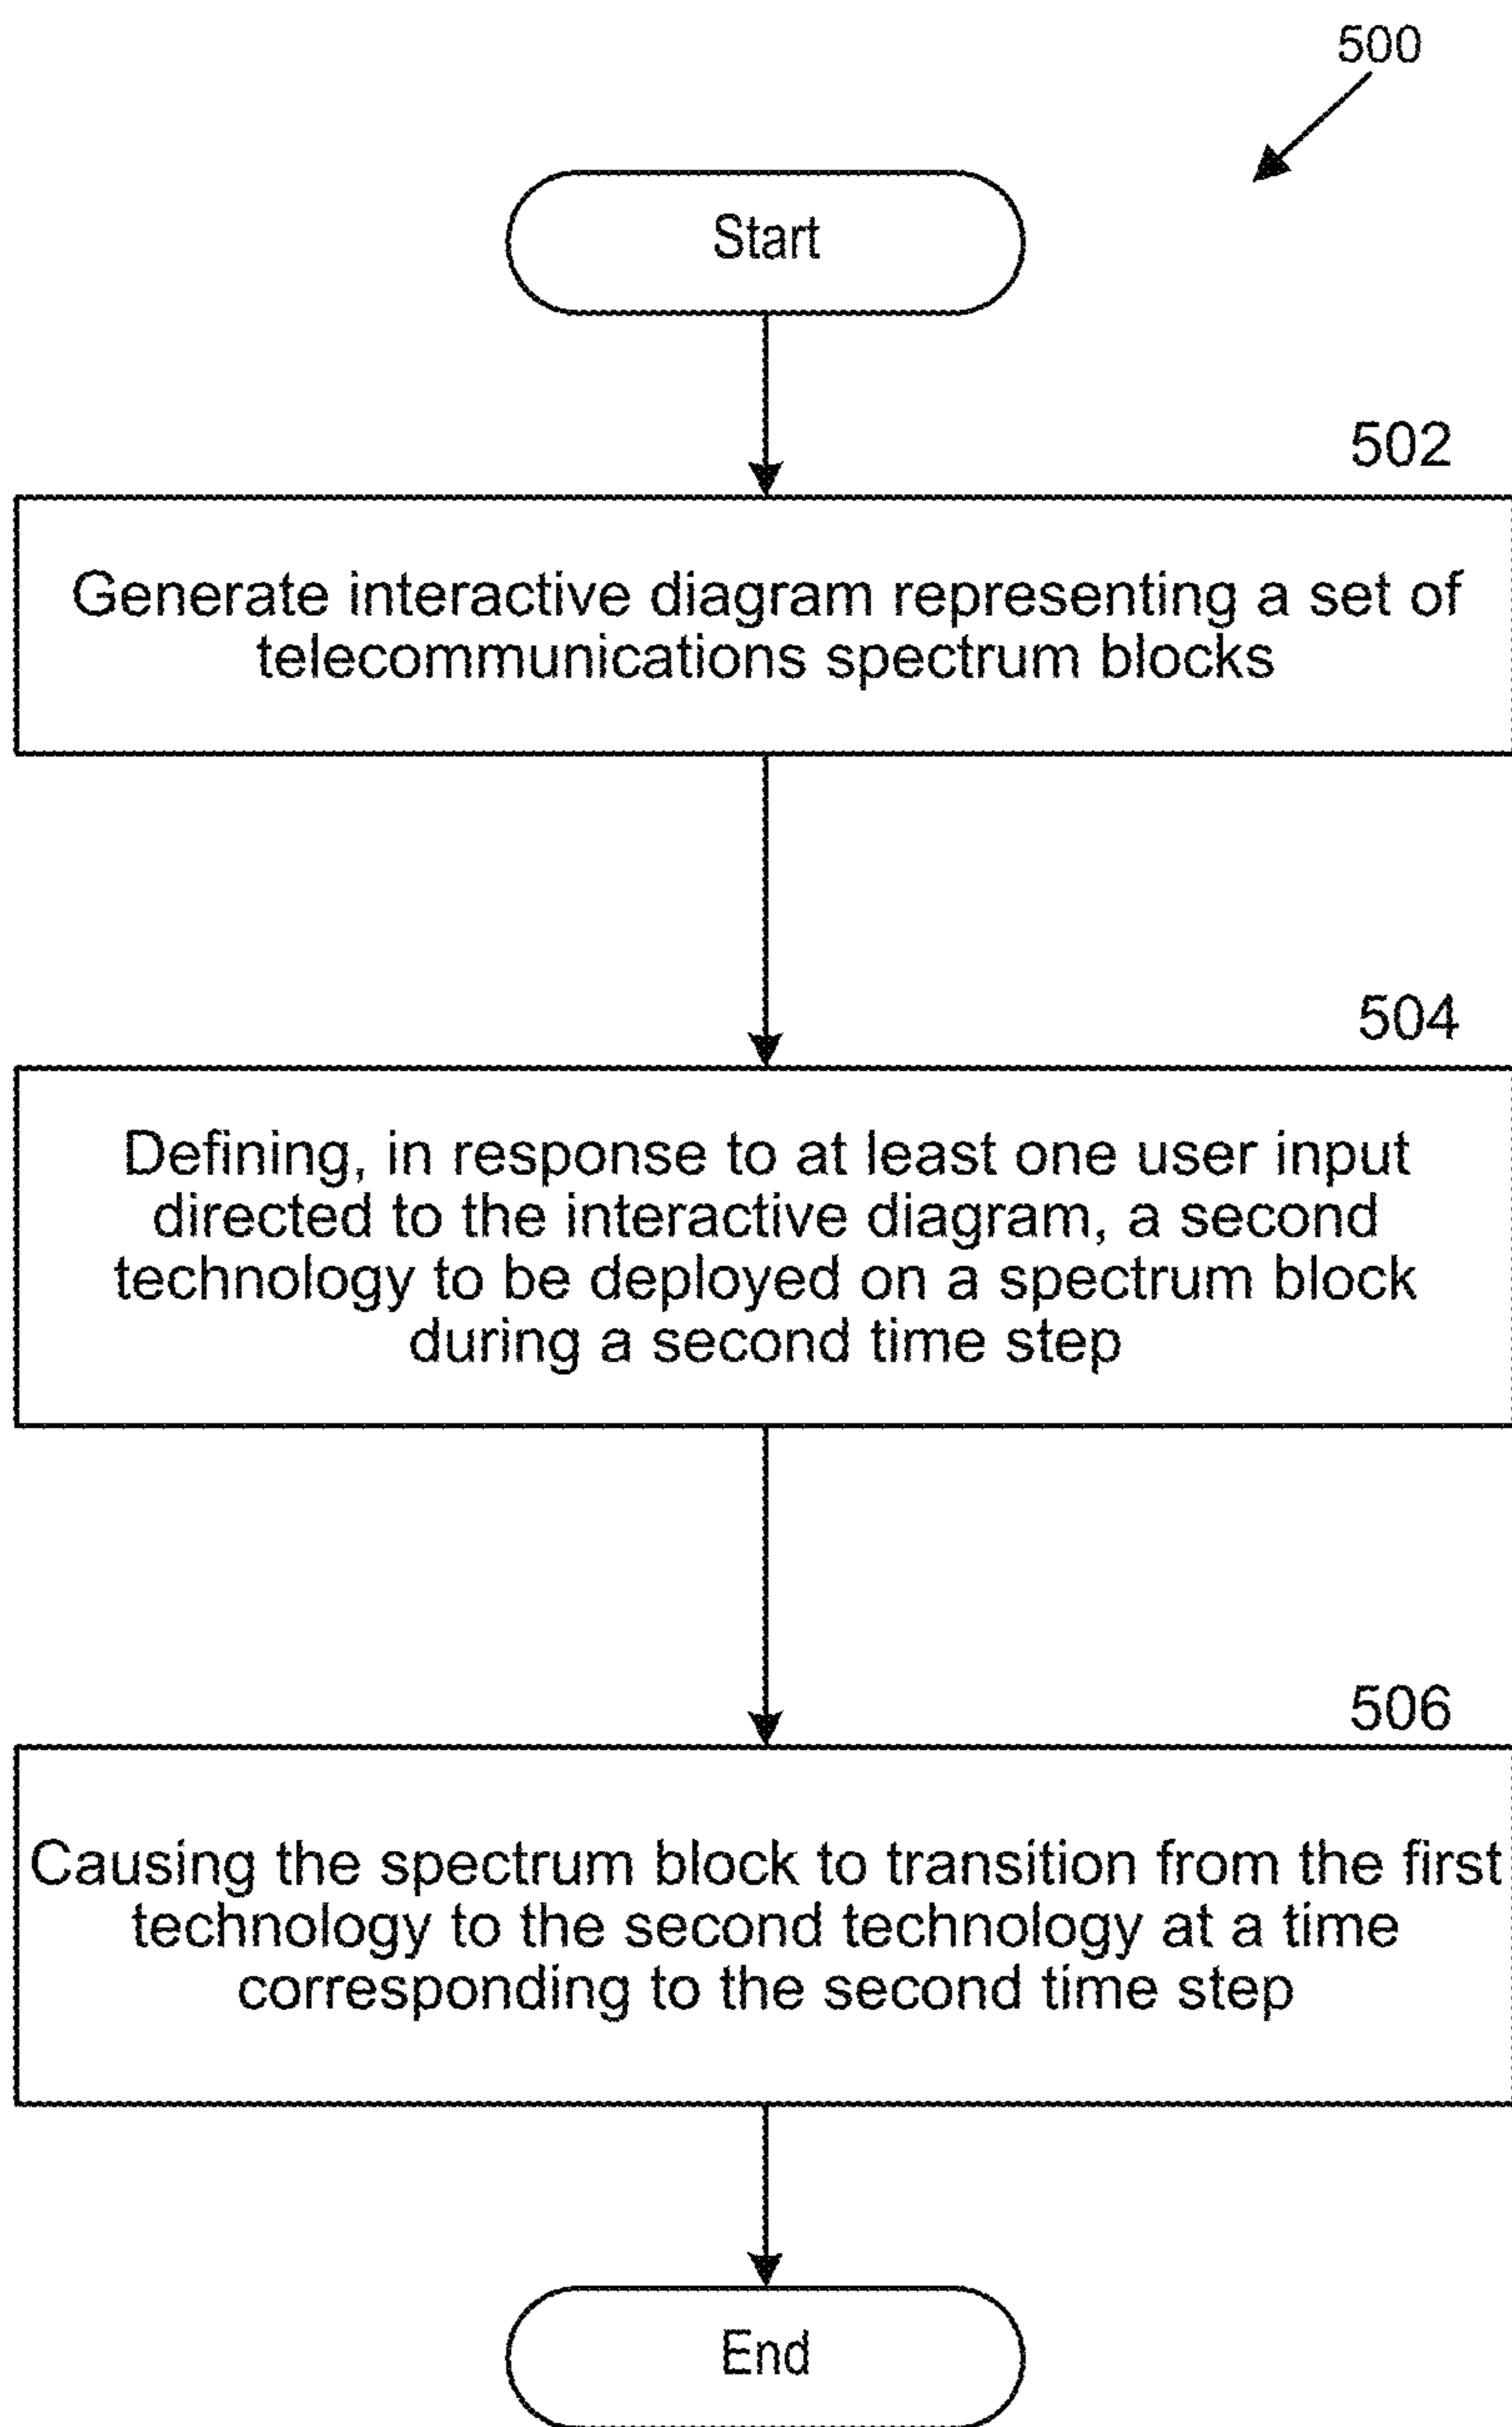 500
Start
502
Generate interactive diagram representing a set of
telecommunications spectrum blocks
504
Defining, in response to at least one user input
directed to the interactive diagram, a second
technology to be deployed on a spectrum block
during a second time step
506
Causing the spectrum block to transition from the first
technology to the second technology at a time
corresponding to the second time step
End